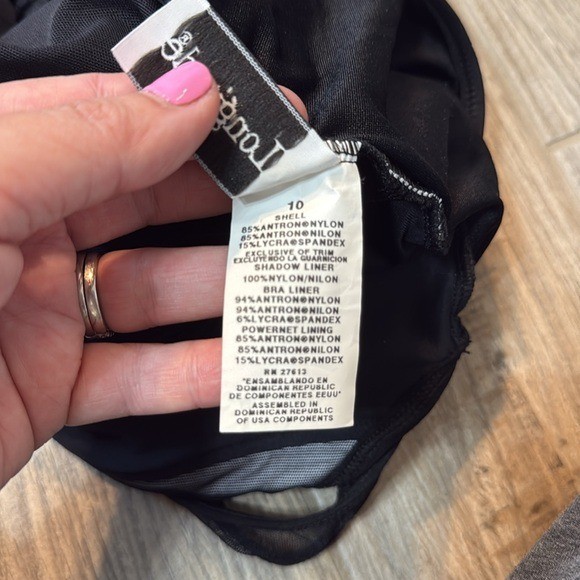 10
SHELL
85%ANTRON®NYLON
85%ANTRON®NILON
15%LYCRA®SPANDEX
EXCLUSIVE OF TRIM
EXCLUYENDO LA GUARNICION
SHADOW LINER
100%NYLON/NILON
BRA LINER
94%ANTRON®NYLON
94%ANTRON®NILON
6%LYCRA®SPANDEX
POWERNET LINING
85%ANTRON®NYLON
85%ANTRON®NILON
15%LYCRA®SPANDEX
RN 27613
"ENSAMBLANDO EN
DOMINICAN REPUBLIC
DE COMPONENTES EEUU"
ASSEMBLED IN
DOMINICAN REPUBLIC
OF USA COMPONENTS